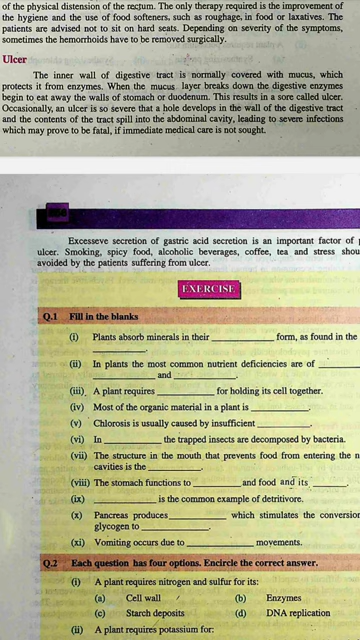 of the physical distension of the rectum. The only therapy required is the improvement of
the hygiene and the use of food softeners, such as roughage, in food or laxatives. The
patients are advised not to sit on hard seats. Depending on severity of the symptoms,
sometimes the hemorrhoids have to be removed surgically.
Ulcer
The inner wall of digestive tract is normally covered with mucus, which
protects it from enzymes. When the mucus layer breaks down the digestive enzymes
begin to eat away the walls of stomach or duodenum. This results in a sore called ulcer.
Occasionally, an ulcer is so severe that a hole develops in the wall of the digestive tract
and the contents of the tract spill into the abdominal cavity, leading to severe infections
which may prove to be fatal, if immediate medical care is not sought.
Excesseve secretion of gastric acid secretion is an important factor of
ulcer. Smoking, spicy food, alcoholic beverages, coffee, tea and stress shou
avoided by the patients suffering from ulcer.
EXERCISE
Q.1 Fill in the blanks
(i) Plants absorb minerals in their ____________ form, as found in the
__________.
(ii) In plants the most common nutrient deficiencies are of ________
____________ and ____________.
(iii) A plant requires ___________ for holding its cell together.
(iv) Most of the organic material in a plant is ___________.
(v) Chlorosis is usually caused by insufficient __________.
(vi) In ___________ the trapped insects are decomposed by bacteria.
(vii) The structure in the mouth that prevents food from entering the n
cavities is the __________.
(viii) The stomach functions to _________ and food and its ______
(ix) ____________ is the common example of detritivore.
(x) Pancreas produces___________ which stimulates the conversion
glycogen to __________.
(xi) Vomiting occurs due to _________ movements.
Q.2 Each question has four options. Encircle the correct answer.
(i) A plant requires nitrogen and sulfur for its:
(a) Cell wall (b) Enzymes
(c) Starch deposits (d) DNA replication
(ii) A plant requires potassium for: